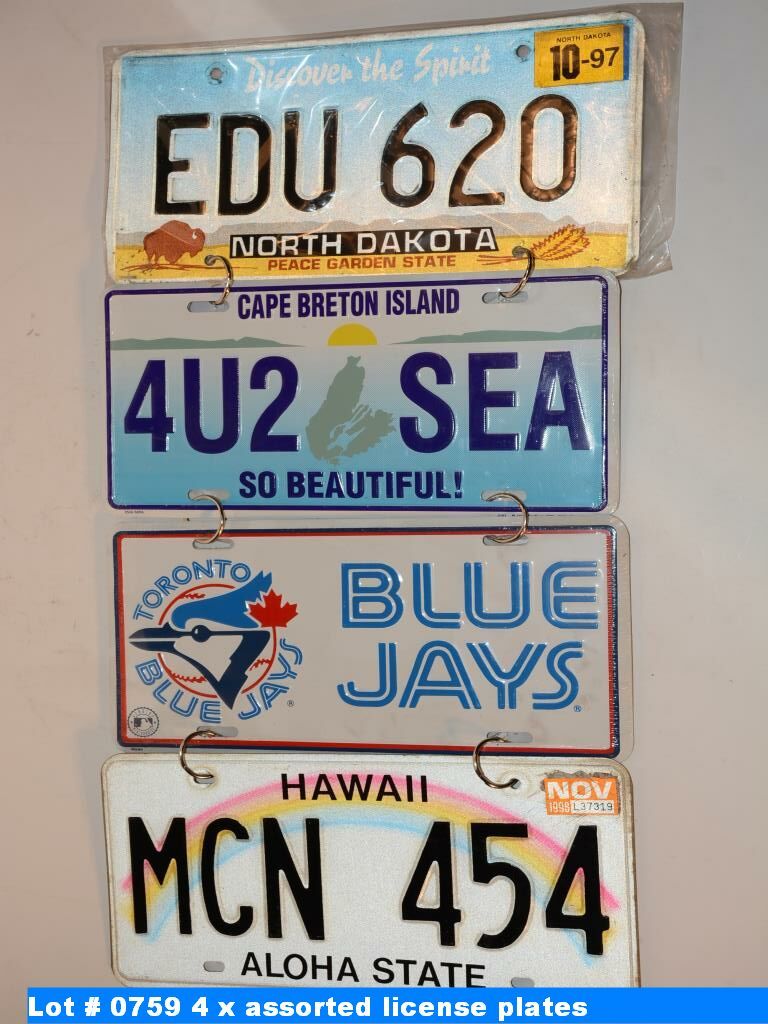 Discover the Spirit
NORTH DAKOTA
10-97
EDU 620
NORTH DAKOTA
PEACE GARDEN STATE
CAPE BRETON ISLAND
4U2 SEA
SO BEAUTIFUL!
TORONTO
BLUE JAYS
®
BLUE
JAYS
®
HAWAII
NOV
1998 L37319
MCN 454
ALOHA STATE
Lot # 0759 4 x assorted license plates